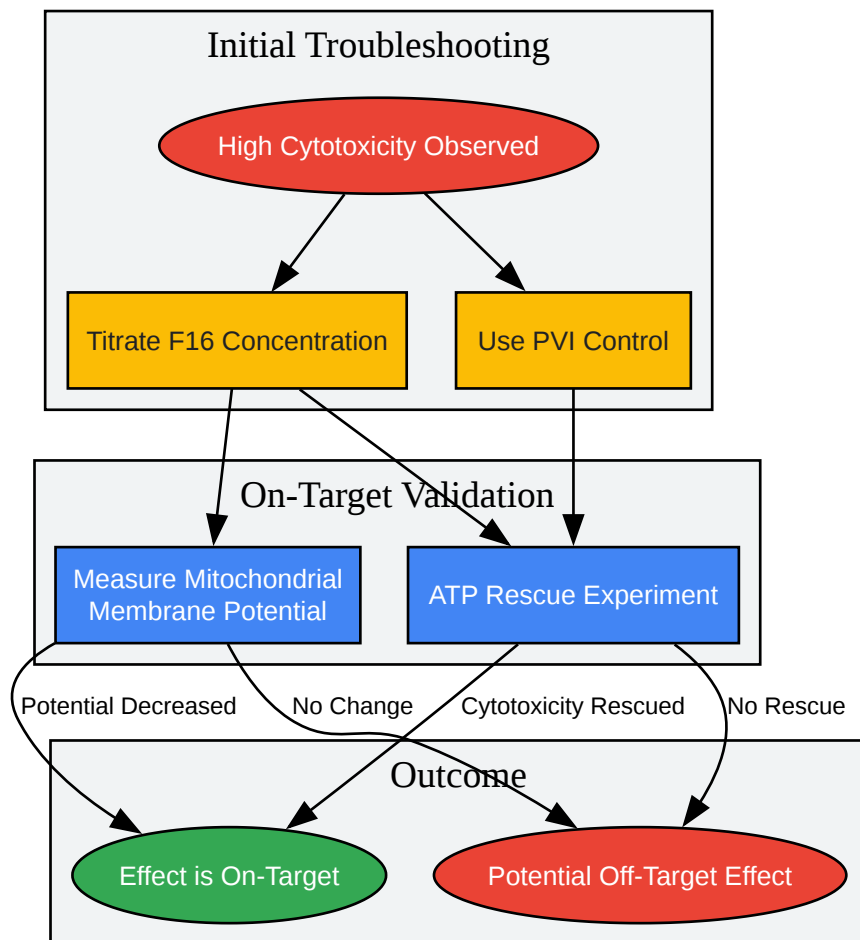 Initial Troubleshooting
High Cytotoxicity Observed
Titrate F16 Concentration
Use PVI Control
On-Target Validation
Measure Mitochondrial
Membrane Potential
ATP Rescue Experiment
Potential Decreased
No Change
Cytotoxicity Rescued
No Rescue
Outcome
Effect is On-Target
Potential Off-Target Effect